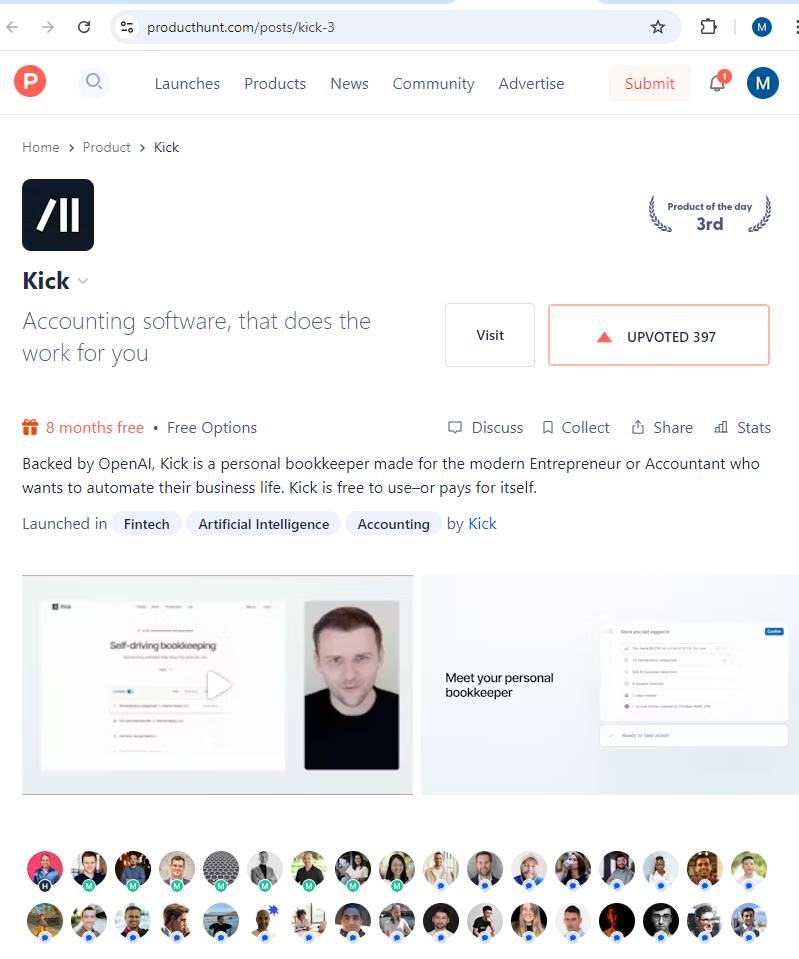 producthunt.com/posts/kick-3
M
P
Launches Products News Community Advertise Submit 1 M
Home > Product > Kick
Product of the day
3rd
Kick
Accounting software, that does the
work for you
Visit
UPVOTED 397
8 months free • Free Options
Discuss Collect Share Stats
Backed by OpenAI, Kick is a personal bookkeeper made for the modern Entrepreneur or Accountant who
wants to automate their business life. Kick is free to use–or pays for itself.
Launched in Fintech Artificial Intelligence Accounting by Kick
Kick
Self-driving bookkeeping
Meet your personal
bookkeeper
Since you last logged in
Confirm
Ready to take action
H M M M M M M M M